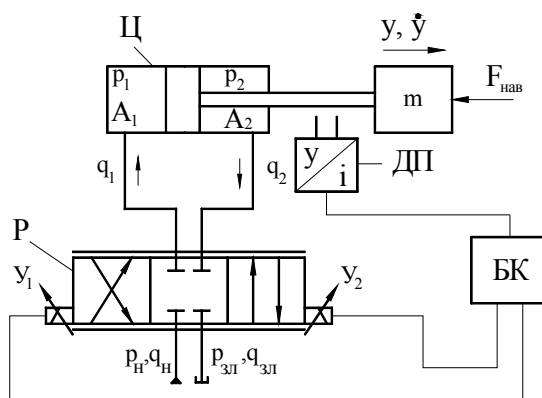 Ц
y, ẏ
p₁ p₂
A₁ A₂
m
Fнав
q₁
q₂
y
i
ДП
Р
У₁
У₂
БК
pн,qн
pзл,qзл